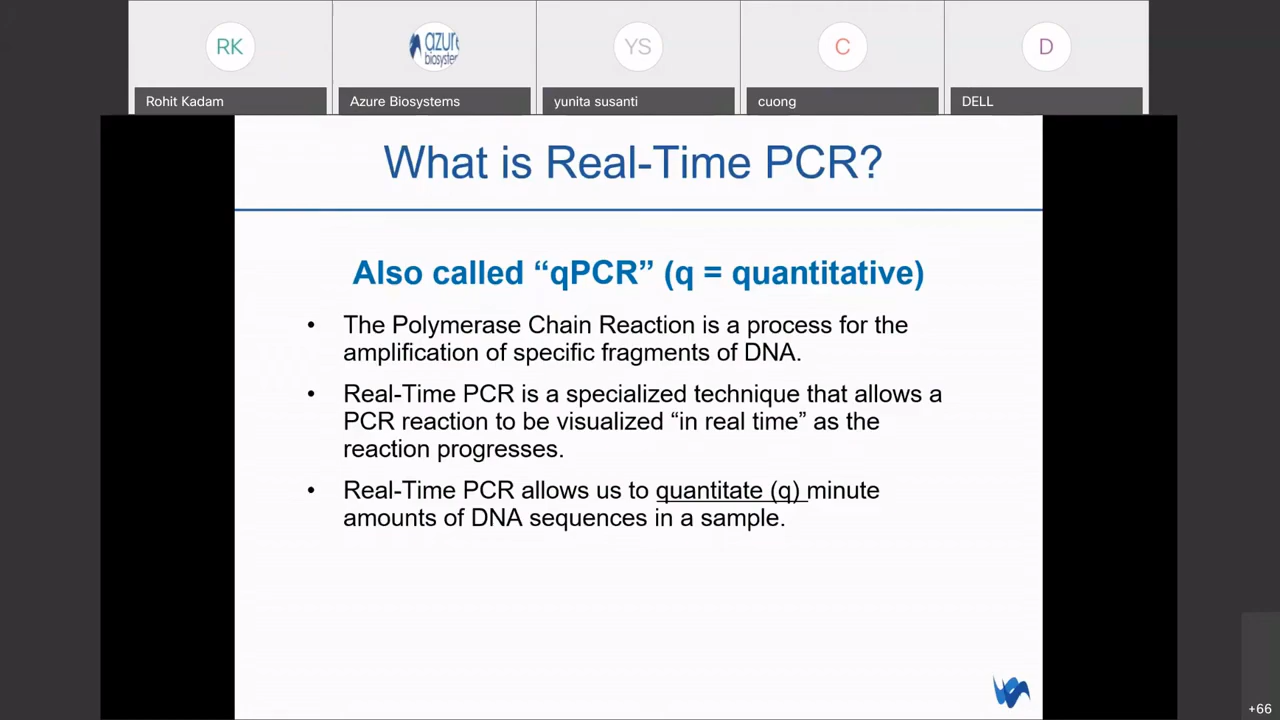 RK
azure
biosystems
YS
C
D
Rohit Kadam
Azure Biosystems
yunita susanti
cuong
DELL
What is Real-Time PCR?
Also called “qPCR” (q = quantitative)
• The Polymerase Chain Reaction is a process for the
amplification of specific fragments of DNA.
• Real-Time PCR is a specialized technique that allows a
PCR reaction to be visualized “in real time” as the
reaction progresses.
• Real-Time PCR allows us to quantitate (q) minute
amounts of DNA sequences in a sample.
+66